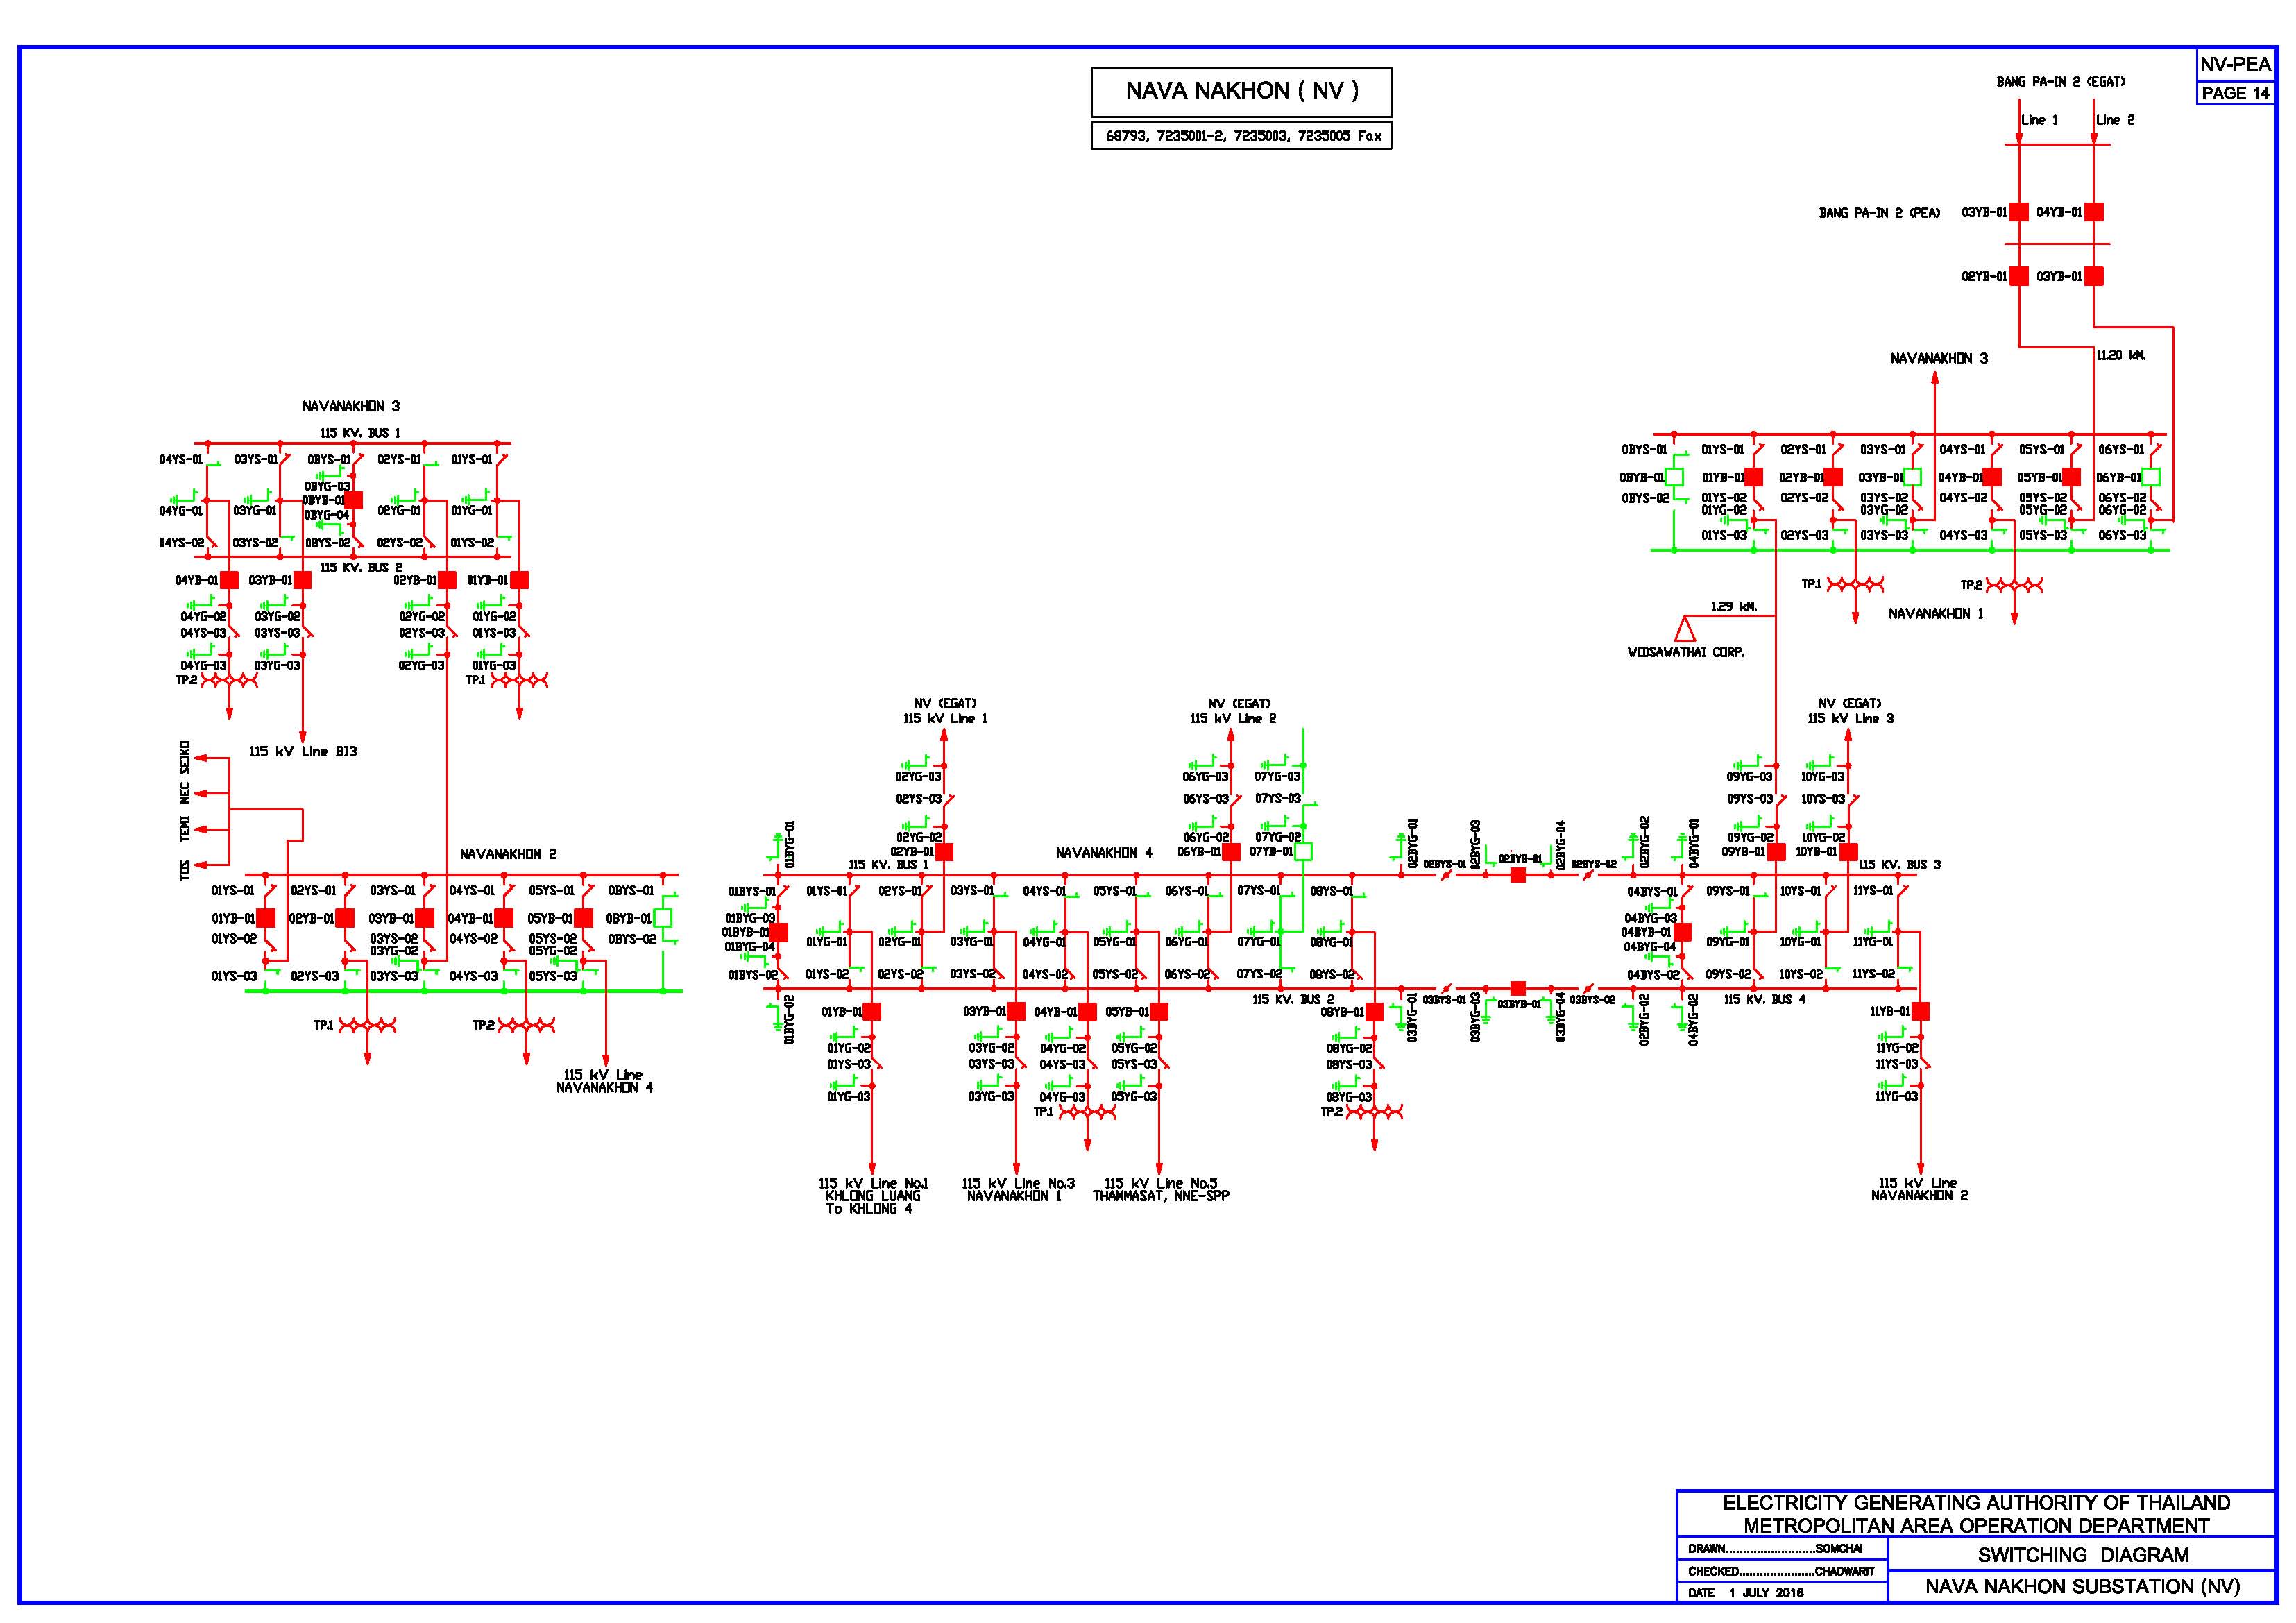 NV-PEA
PAGE 14
NAVA NAKHON ( NV )
68793, 7235001-2, 7235003, 7235005 Fax
BANG PA-IN 2 (EGAT)
Line 1
Line 2
BANG PA-IN 2 (PEA)
03YB-01
04YB-01
02YB-01
03YB-01
11.20 kM.
NAVANAKHON 3
0BYS-01
01YS-01
02YS-01
03YS-01
04YS-01
05YS-01
06YS-01
0BYB-01
01YB-01
02YB-01
03YB-01
04YB-01
05YB-01
06YB-01
0BYS-02
01YS-02
02YS-02
03YS-02
04YS-02
05YS-02
06YS-02
01YG-02
03YG-02
05YG-02
06YG-02
01YS-03
02YS-03
03YS-03
04YS-03
05YS-03
06YS-03
TP.1
TP.2
NAVANAKHON 1
1.29 kM.
WIDSAWATHAI CORP.
NAVANAKHON 3
115 KV. BUS 1
04YS-01
03YS-01
0BYS-01
02YS-01
01YS-01
0BYG-03
0BYB-01
04YG-01
03YG-01
0BYG-04
02YG-01
01YG-01
04YS-02
03YS-02
0BYS-02
02YS-02
01YS-02
115 KV. BUS 2
04YB-01
03YB-01
02YB-01
01YB-01
04YG-02
03YG-02
02YG-02
01YG-02
04YS-03
03YS-03
02YS-03
01YS-03
04YG-03
03YG-03
02YG-03
01YG-03
TP.2
TP.1
115 kV Line BI3
SEIKO
NEC
TEMI
TDS
NAVANAKHON 2
01YS-01
02YS-01
03YS-01
04YS-01
05YS-01
0BYS-01
01YB-01
02YB-01
03YB-01
04YB-01
05YB-01
0BYB-01
01YS-02
03YS-02
04YS-02
05YS-02
0BYS-02
03YG-02
05YG-02
01YS-03
02YS-03
03YS-03
04YS-03
05YS-03
TP.1
TP.2
115 kV Line
NAVANAKHON 4
NV (EGAT)
115 kV Line 1
NV (EGAT)
115 kV Line 2
NV (EGAT)
115 kV Line 3
02YG-03
06YG-03
07YG-03
09YG-03
10YG-03
02YS-03
06YS-03
07YS-03
09YS-03
10YS-03
02YG-02
06YG-02
07YG-02
09YG-02
10YG-02
02YB-01
06YB-01
07YB-01
09YB-01
10YB-01
01BYG-01
02BYG-01
02BYG-03
02BYG-04
02BYG-02
04BYG-01
115 KV. BUS 1
NAVANAKHON 4
115 KV. BUS 3
02BYS-01
02BYB-01
02BYS-02
01BYS-01
01YS-01
02YS-01
03YS-01
04YS-01
05YS-01
06YS-01
07YS-01
08YS-01
04BYS-01
09YS-01
10YS-01
11YS-01
01BYG-03
04BYG-03
01BYB-01
04BYB-01
01BYG-04
01YG-01
02YG-01
03YG-01
04YG-01
05YG-01
06YG-01
07YG-01
08YG-01
04BYG-04
09YG-01
10YG-01
11YG-01
01BYS-02
01YS-02
02YS-02
03YS-02
04YS-02
05YS-02
06YS-02
07YS-02
08YS-02
04BYS-02
09YS-02
10YS-02
11YS-02
115 KV. BUS 2
03BYS-01
03BYB-01
03BYS-02
115 KV. BUS 4
01BYG-02
03BYG-01
03BYG-03
03BYG-04
02BYG-02
04BYG-02
01YB-01
03YB-01
04YB-01
05YB-01
08YB-01
11YB-01
01YG-02
03YG-02
04YG-02
05YG-02
08YG-02
11YG-02
01YS-03
03YS-03
04YS-03
05YS-03
08YS-03
11YS-03
01YG-03
03YG-03
04YG-03
05YG-03
08YG-03
11YG-03
TP.1
TP.2
115 kV Line No.1
KHLONG LUANG
To KHLONG 4
115 kV Line No.3
NAVANAKHON 1
115 kV Line No.5
THAMMASAT, NNE-SPP
115 kV Line
NAVANAKHON 2
ELECTRICITY GENERATING AUTHORITY OF THAILAND
METROPOLITAN AREA OPERATION DEPARTMENT
DRAWN..........................SOMCHAI
CHECKED......................CHAOWARIT
DATE 1 JULY 2016
SWITCHING DIAGRAM
NAVA NAKHON SUBSTATION (NV)